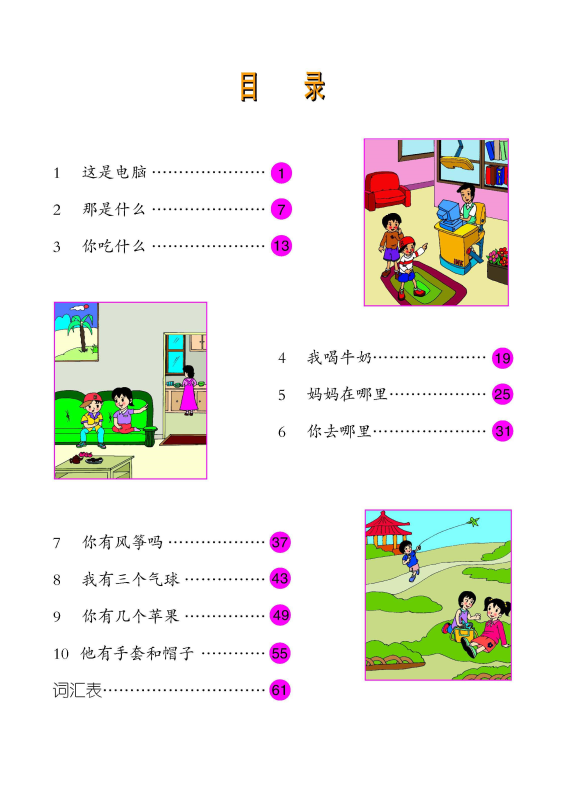 目 录
1 这是电脑 ………………… 1
2 那是什么 ………………… 7
3 你吃什么 ………………… 13
4 我喝牛奶………………… 19
5 妈妈在哪里……………… 25
6 你去哪里………………… 31
7 你有风筝吗 ……………… 37
8 我有三个气球 …………… 43
9 你有几个苹果 …………… 49
10 他有手套和帽子 ………… 55
词汇表………………………… 61